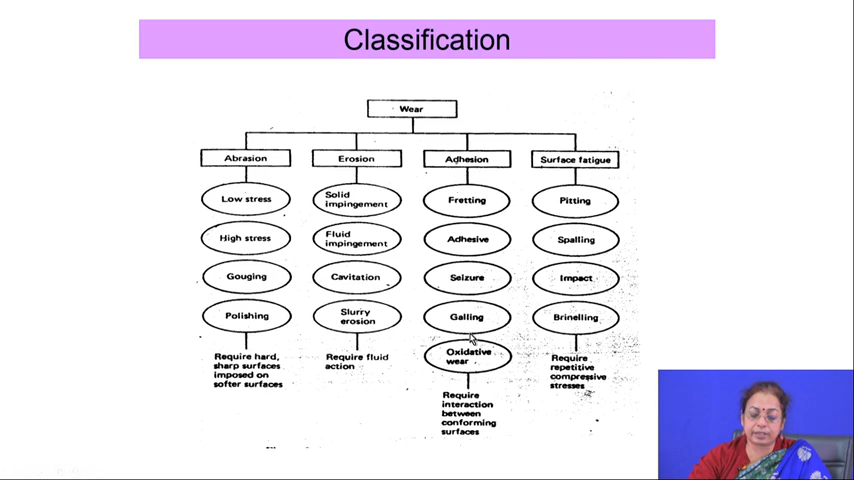 Classification
Wear
Abrasion
Erosion
Adhesion
Surface fatigue
Low stress
Solid
impingement
Fretting
Pitting
High stress
Fluid
impingement
Adhesive
Spalling
Gouging
Cavitation
Seizure
Impact
Polishing
Slurry
erosion
Galling
Brinelling
Oxidative
wear
Require hard,
sharp surfaces
imposed on
softer surfaces
Require fluid
action
Require
interaction
between
conforming
surfaces
Require
repetitive
compressive
stresses